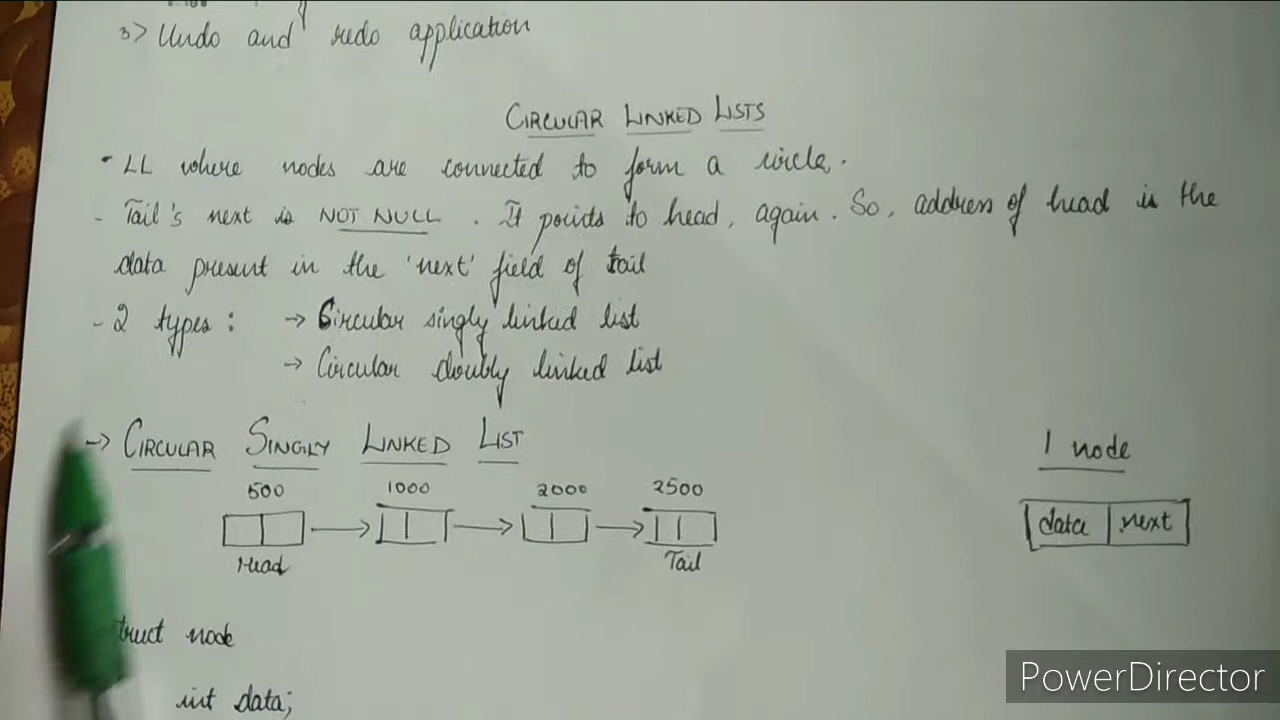 3> Undo and redo application
CIRCULAR LINKED LISTS
- LL where nodes are connected to form a circle.
- Tail's next is NOT NULL. It points to head, again. So, address of head is the
data present in the 'next' field of tail
- 2 types: → Circular singly linked list
→ Circular doubly linked list
→ CIRCULAR SINGLY LINKED LIST
1 node
500 1000 2000 2500
data next
Head Tail
truct node
int data;
PowerDirector